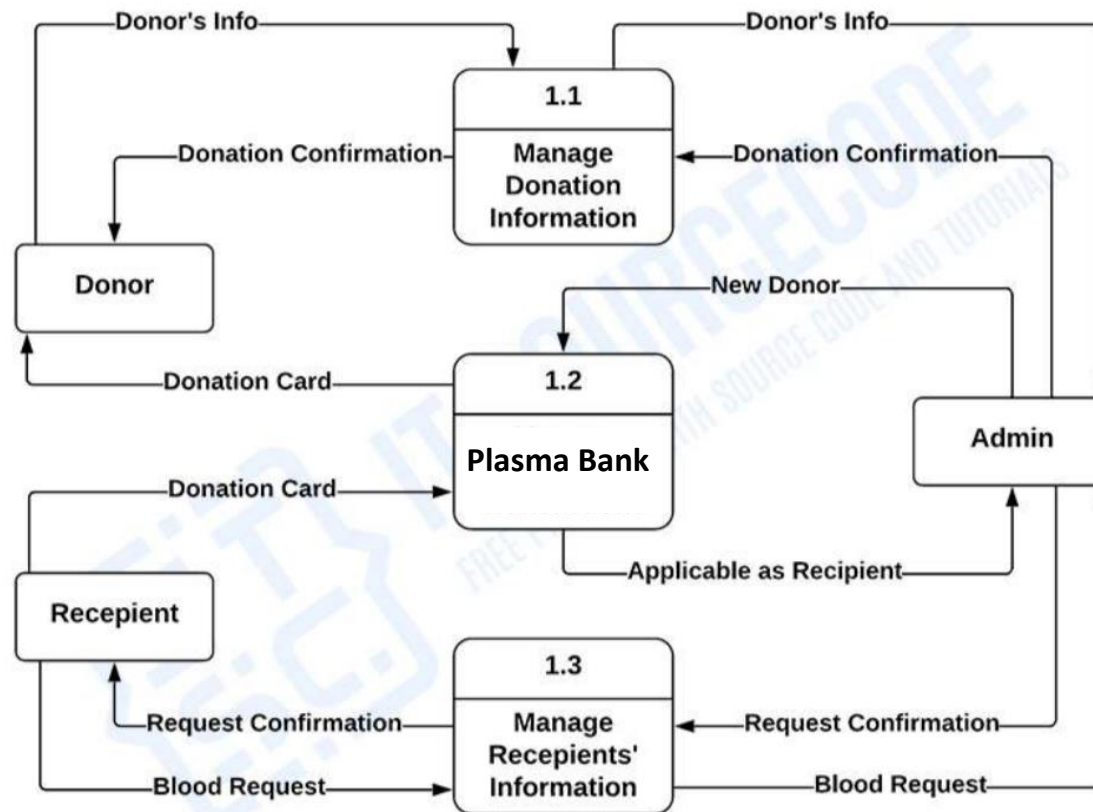 Donor's Info
Donor's Info
1.1
Manage
Donation
Information
Donation Confirmation
Donation Confirmation
Donor
New Donor
Donation Card
1.2
Plasma Bank
Admin
Donation Card
Applicable as Recipient
Recepient
1.3
Manage
Recepients'
Information
Request Confirmation
Request Confirmation
Blood Request
Blood Request